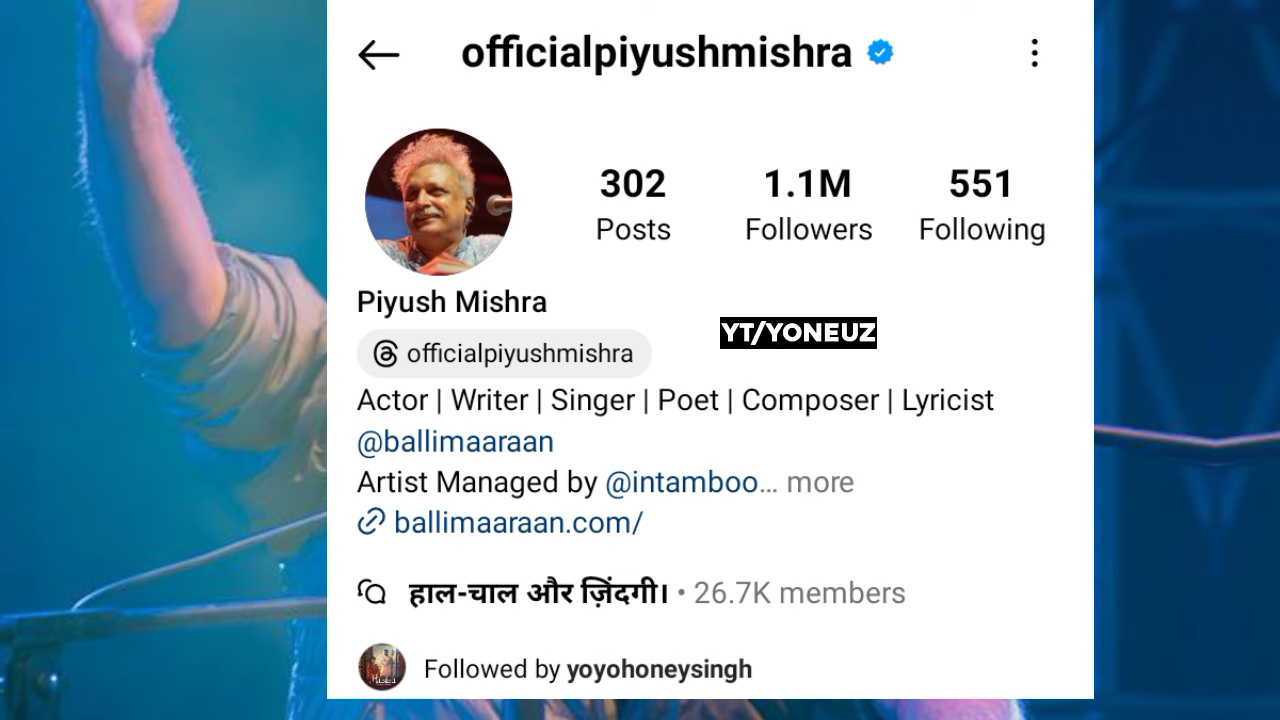 officialpiyushmishra
302 1.1M 551
Posts Followers Following
Piyush Mishra
YT/YONEUZ
officialpiyushmishra
Actor | Writer | Singer | Poet | Composer | Lyricist
@ballimaaraan
Artist Managed by @intamboo... more
ballimaaraan.com/
हाल-चाल और ज़िंदगी। • 26.7K members
Followed by yoyohoneysingh